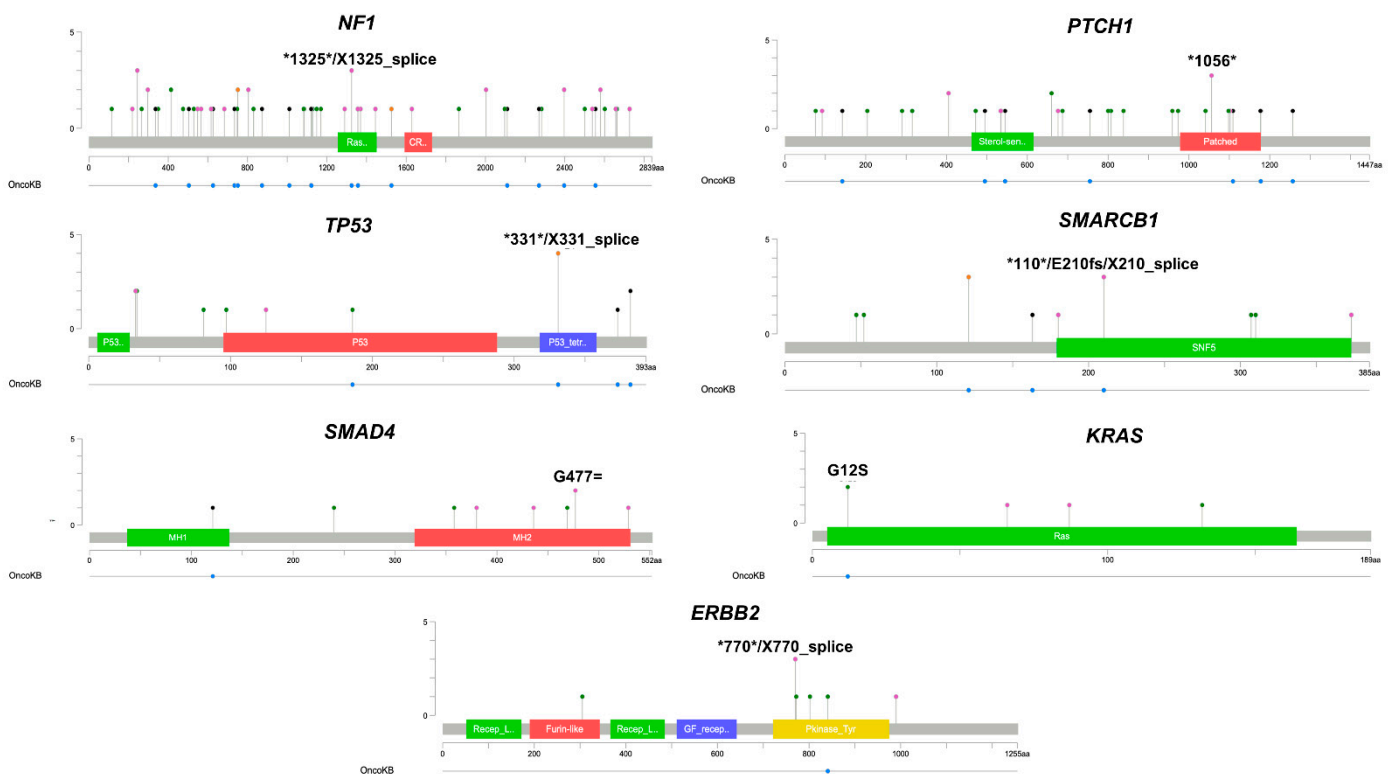 NF1
*1325*/X1325_splice
5
0
Ras..
CR..
400
800
1200
1600
2000
2400
2839aa
OncoKB
PTCH1
*1056*
5
0
Sterol-sen..
Patched
0
200
400
600
800
1000
1200
1447aa
OncoKB
TP53
*331*/X331_splice
5
0
P53..
P53
P53_tetr..
0
100
200
300
393aa
OncoKB
SMARCB1
*110*/E210fs/X210_splice
5
0
SNF5
0
100
200
300
385aa
OncoKB
SMAD4
G477=
5
0
MH1
MH2
0
100
200
300
400
500
552aa
OncoKB
KRAS
G12S
5
0
Ras
0
100
189aa
OncoKB
ERBB2
*770*/X770_splice
5
0
Recep_L..
Furin-like
Recep_L..
GF_recep..
Pkinase_Tyr
0
200
400
600
800
1000
1255aa
OncoKB